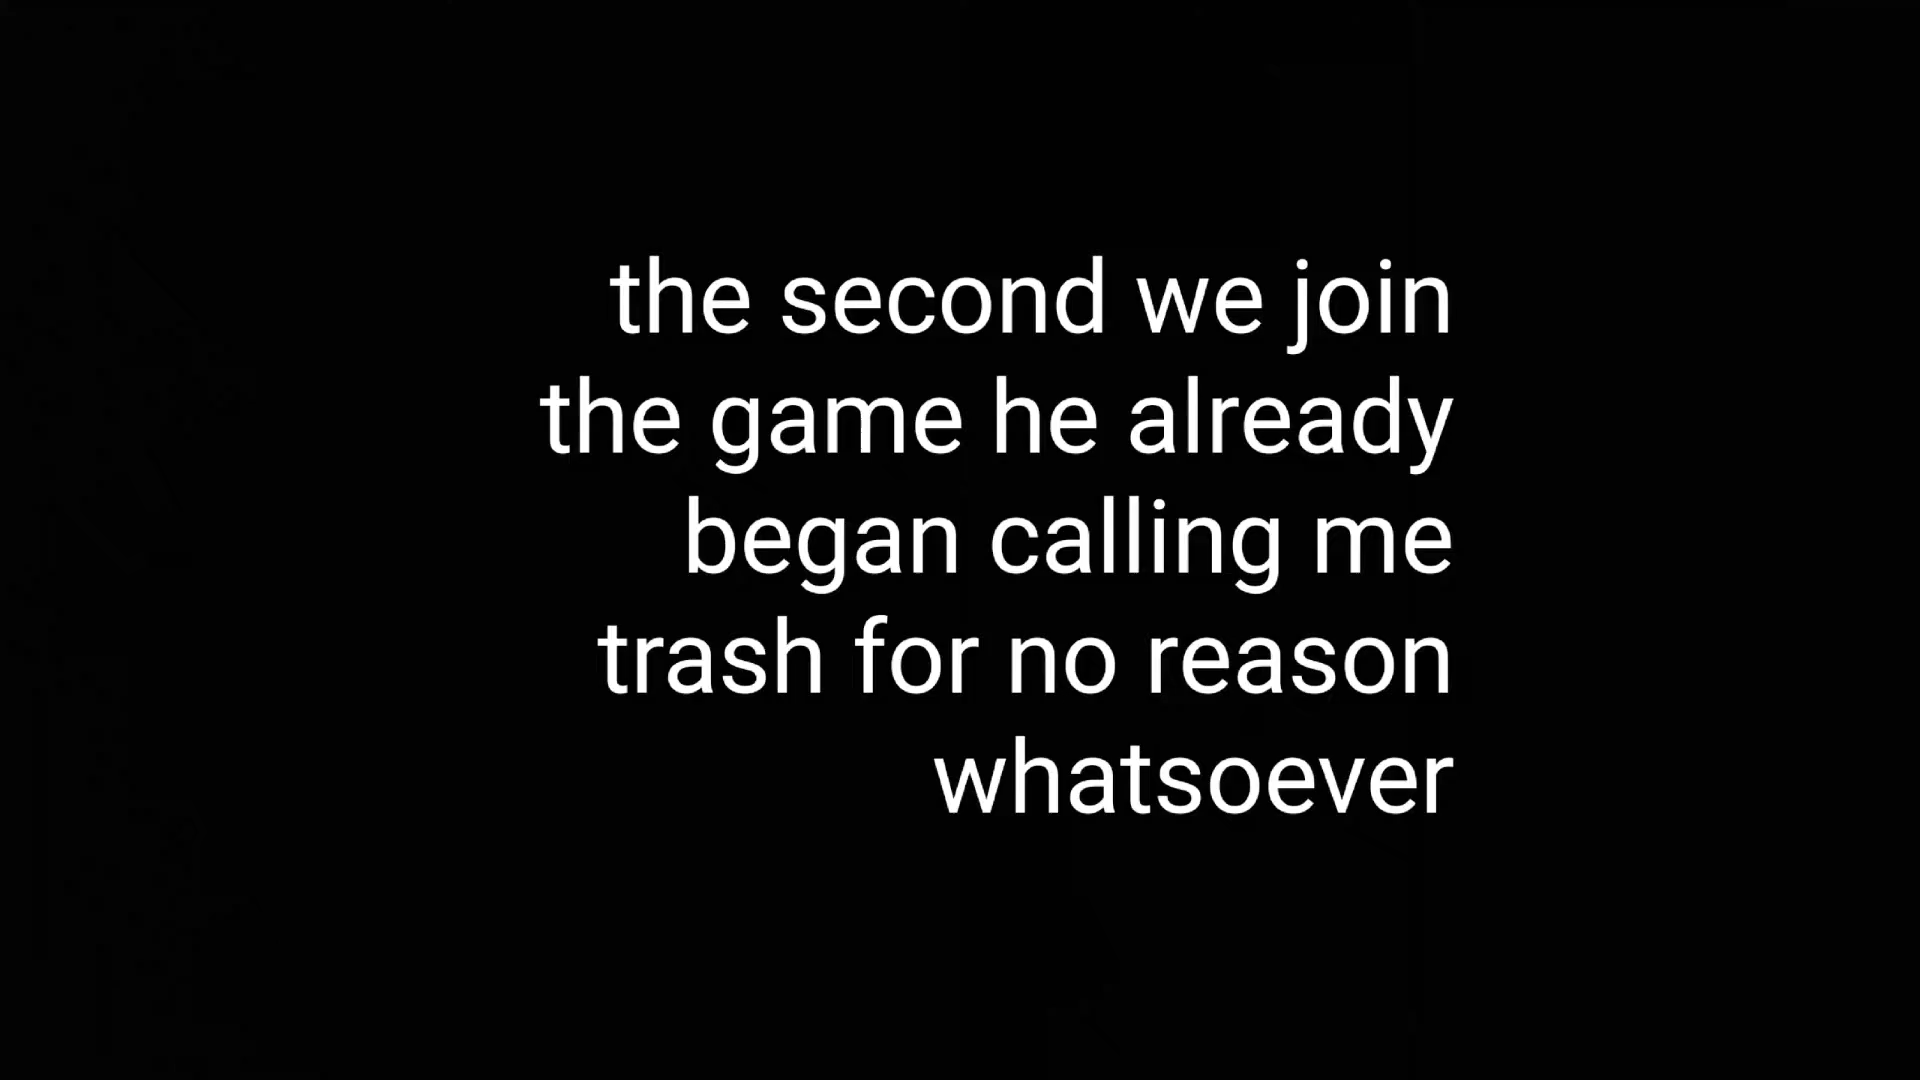 the second we join
the game he already
began calling me
trash for no reason
whatsoever